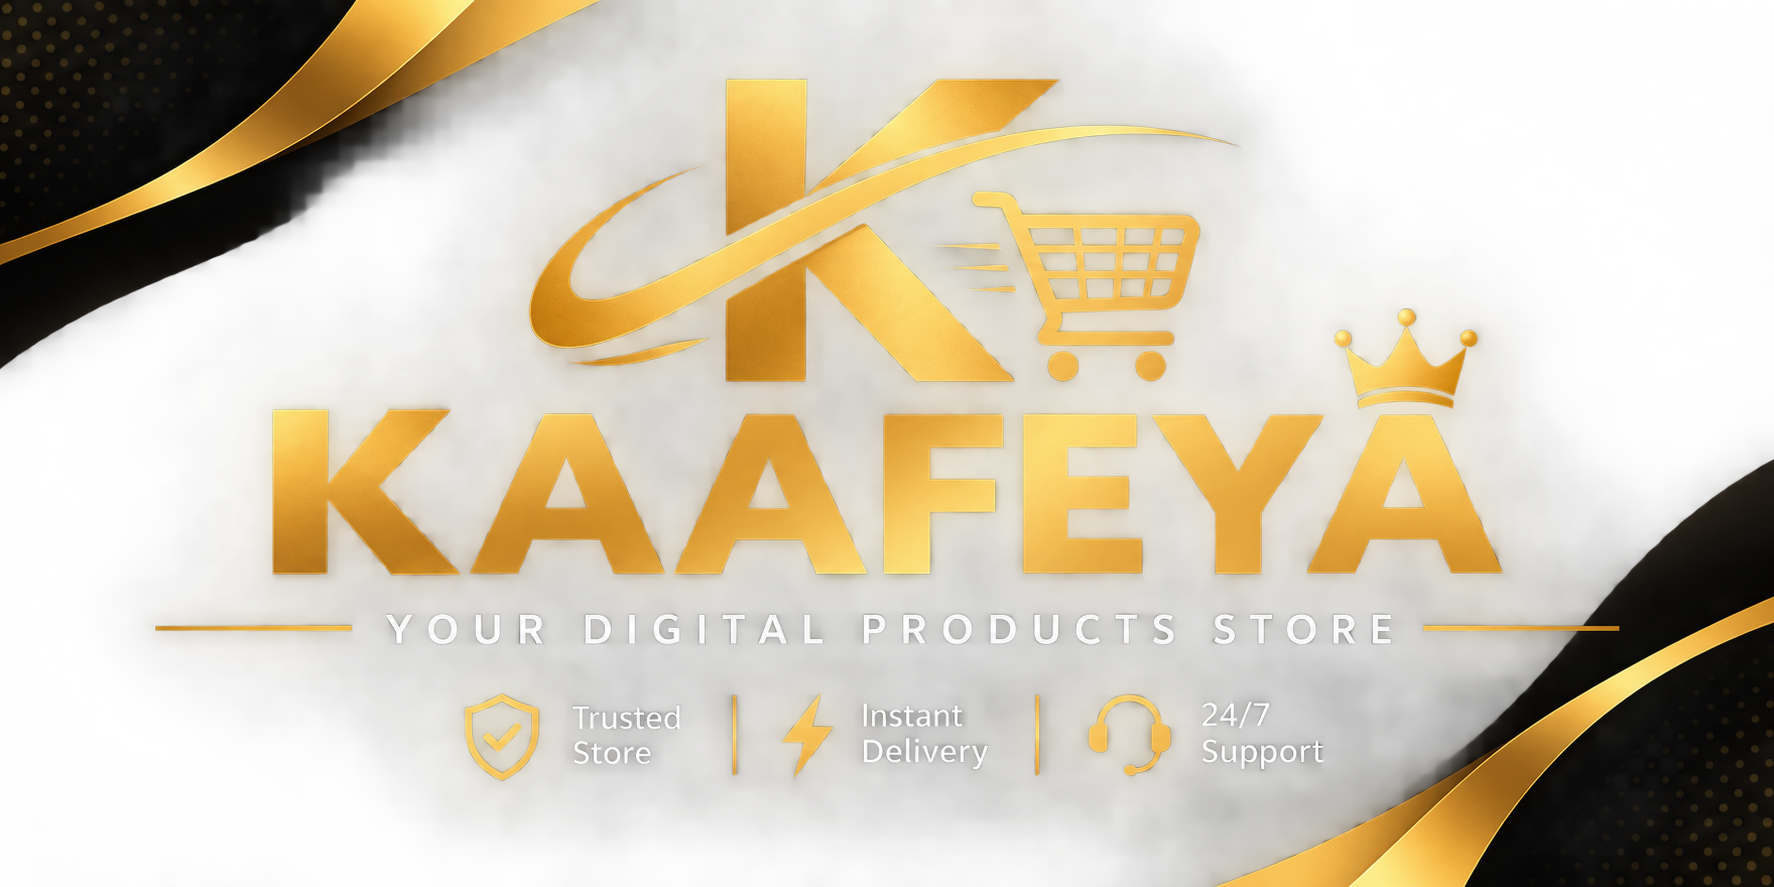 K
KAAFEYA
YOUR DIGITAL PRODUCTS STORE
Trusted
Store
Instant
Delivery
24/7
Support